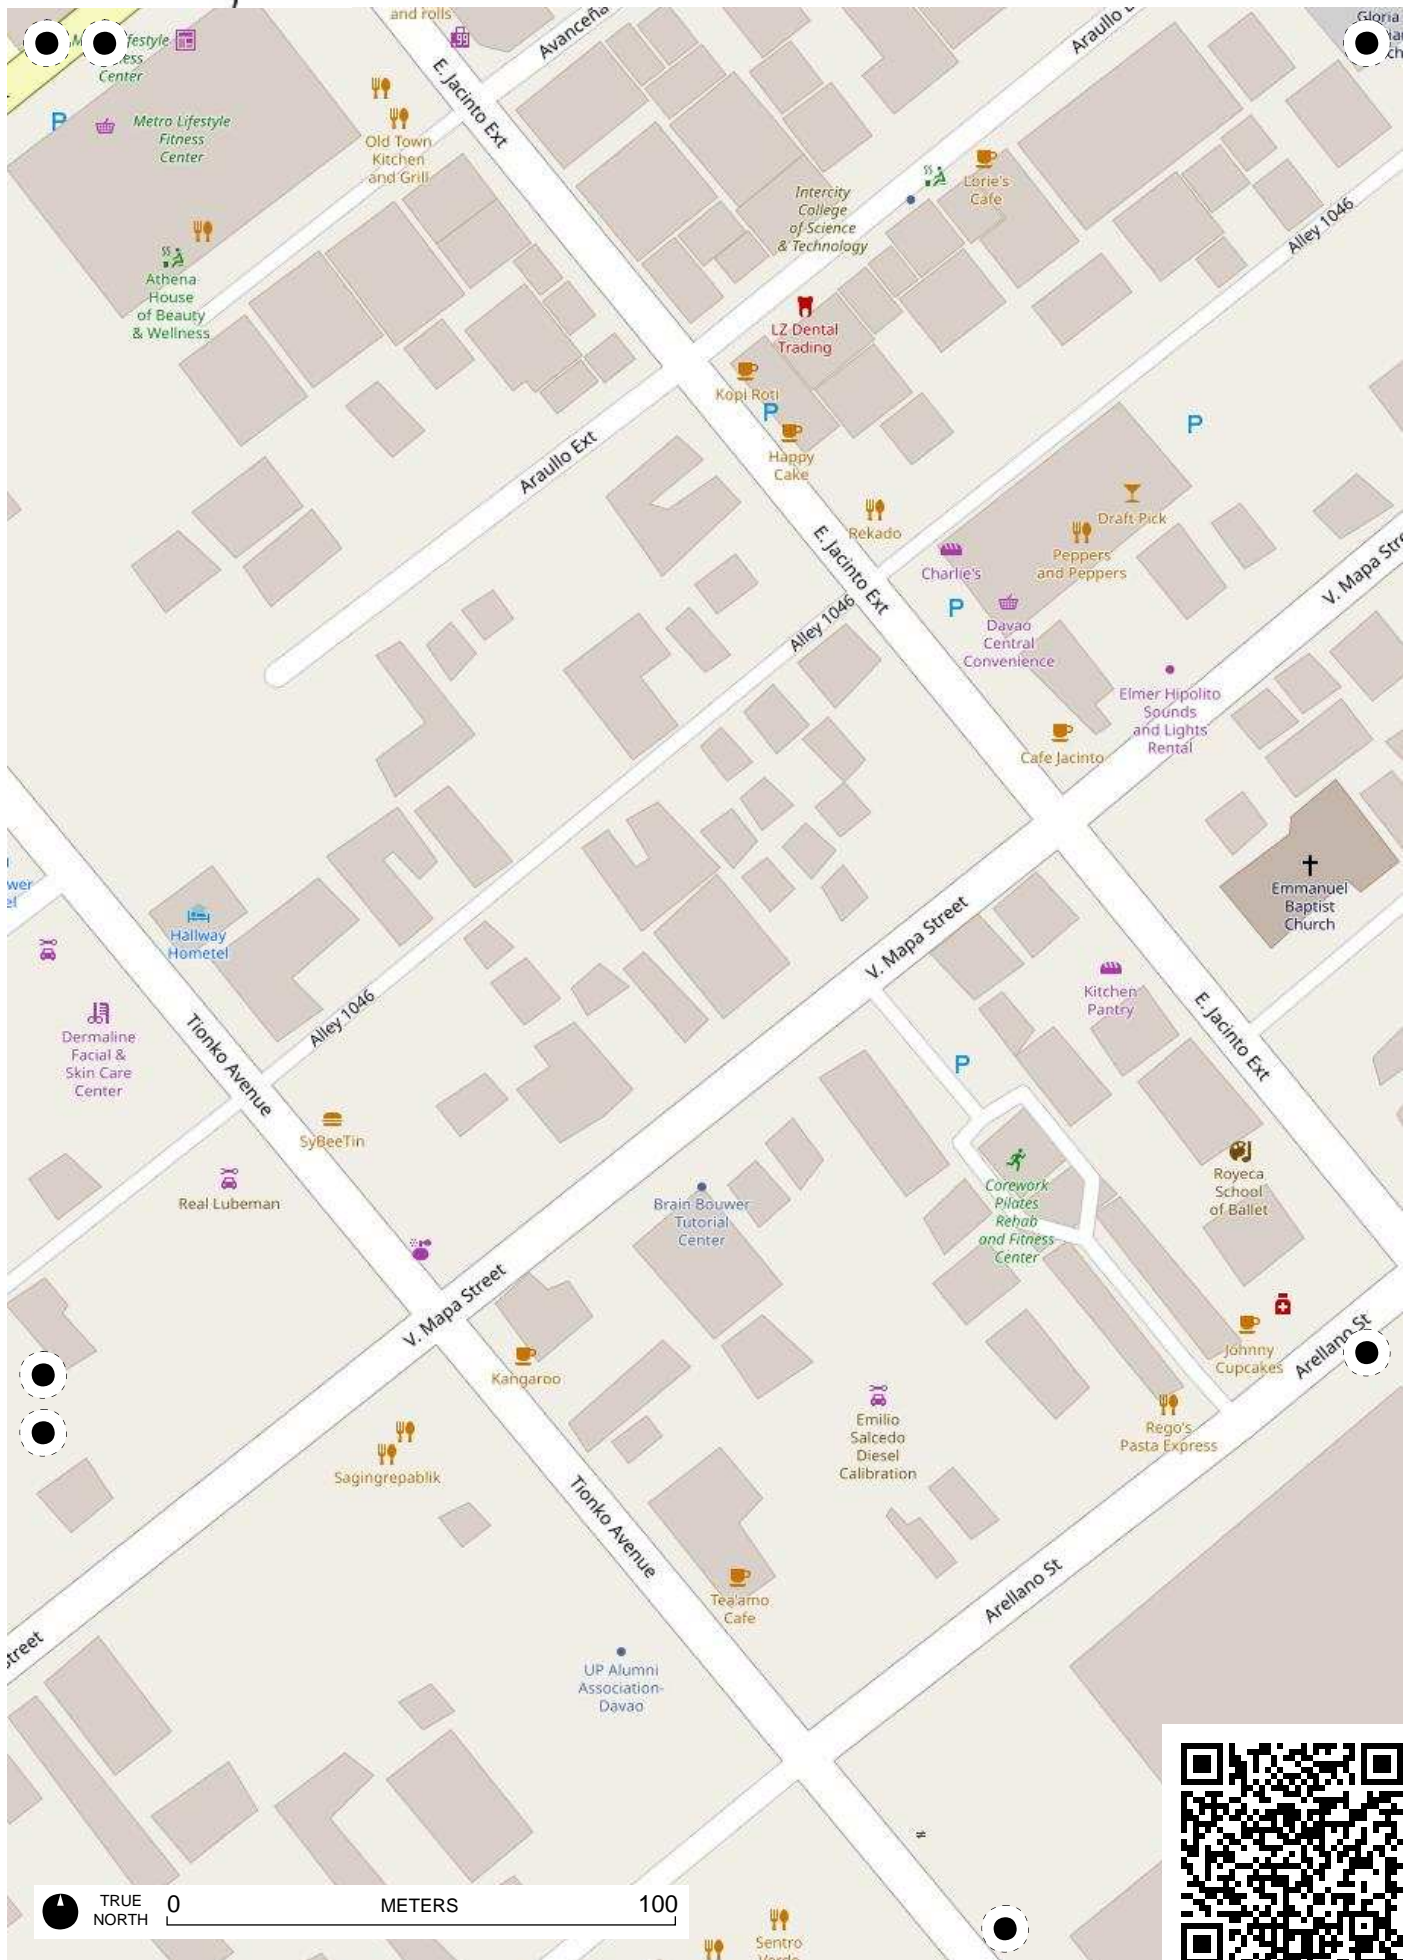 and rolls
Avanceña
Araullo
Gloria
Center
E. Jacinto Ext
Metro Lifestyle
Fitness
Center
Old Town
Kitchen
and Grill
Lorie's
Cafe
Intercity
College
of Science
& Technology
Alley 1046
Athena
House
of Beauty
& Wellness
LZ Dental
Trading
Kopi Roti
P
P
P
Araullo Ext
Happy
Cake
Draft Pick
Rekado
Peppers
and Peppers
E. Jacinto Ext
Charlie's
V. Mapa Stre
P
Alley 1046
Davao
Central
Convenience
Elmer Hipolito
Sounds
and Lights
Rental
Cafe Jacinto
Emmanuel
Baptist
Church
Hallway
Hometel
V. Mapa Street
Kitchen
Pantry
Alley 1046
Dermaline
Facial &
Skin Care
Center
Tionko Avenue
E. Jacinto Ext
P
SyBeeTin
Real Lubeman
Brain Bouwer
Tutorial
Center
Corework
Pilates
Rehab
and Fitness
Center
Royeca
School
of Ballet
V. Mapa Street
Kangaroo
Johnny
Cupcakes
Arellano St
Emilio
Salcedo
Diesel
Calibration
Rego's
Pasta Express
Sagingrepablik
Tionko Avenue
Arellano St
Tea'amo
Cafe
Street
UP Alumni
Association-
Davao
TRUE
NORTH
0 METERS 100
Sentro